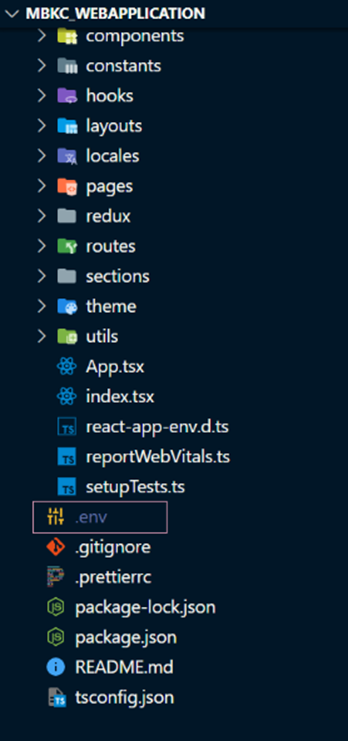 MBKC_WEBAPPLICATION
components
constants
hooks
layouts
locales
pages
redux
routes
sections
theme
utils
App.tsx
index.tsx
TS react-app-env.d.ts
TS reportWebVitals.ts
TS setupTests.ts
.env
.gitignore
.prettierrc
JS package-lock.json
JS package.json
README.md
TS tsconfig.json